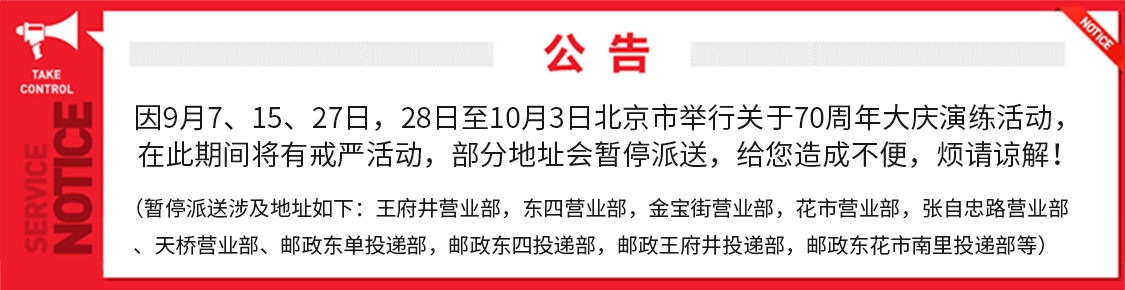 TAKE
CONTROL
SERVICE
NOTICE
NOTICE
公告
因9月7、15、27日，28日至10月3日北京市举行关于70周年大庆演练活动，
在此期间将有戒严活动，部分地址会暂停派送，给您造成不便，烦请谅解！
（暂停派送涉及地址如下：王府井营业部，东四营业部，金宝街营业部，花市营业部，张自忠路营业部
、天桥营业部、邮政东单投递部，邮政东四投递部，邮政王府井投递部，邮政东花市南里投递部等）